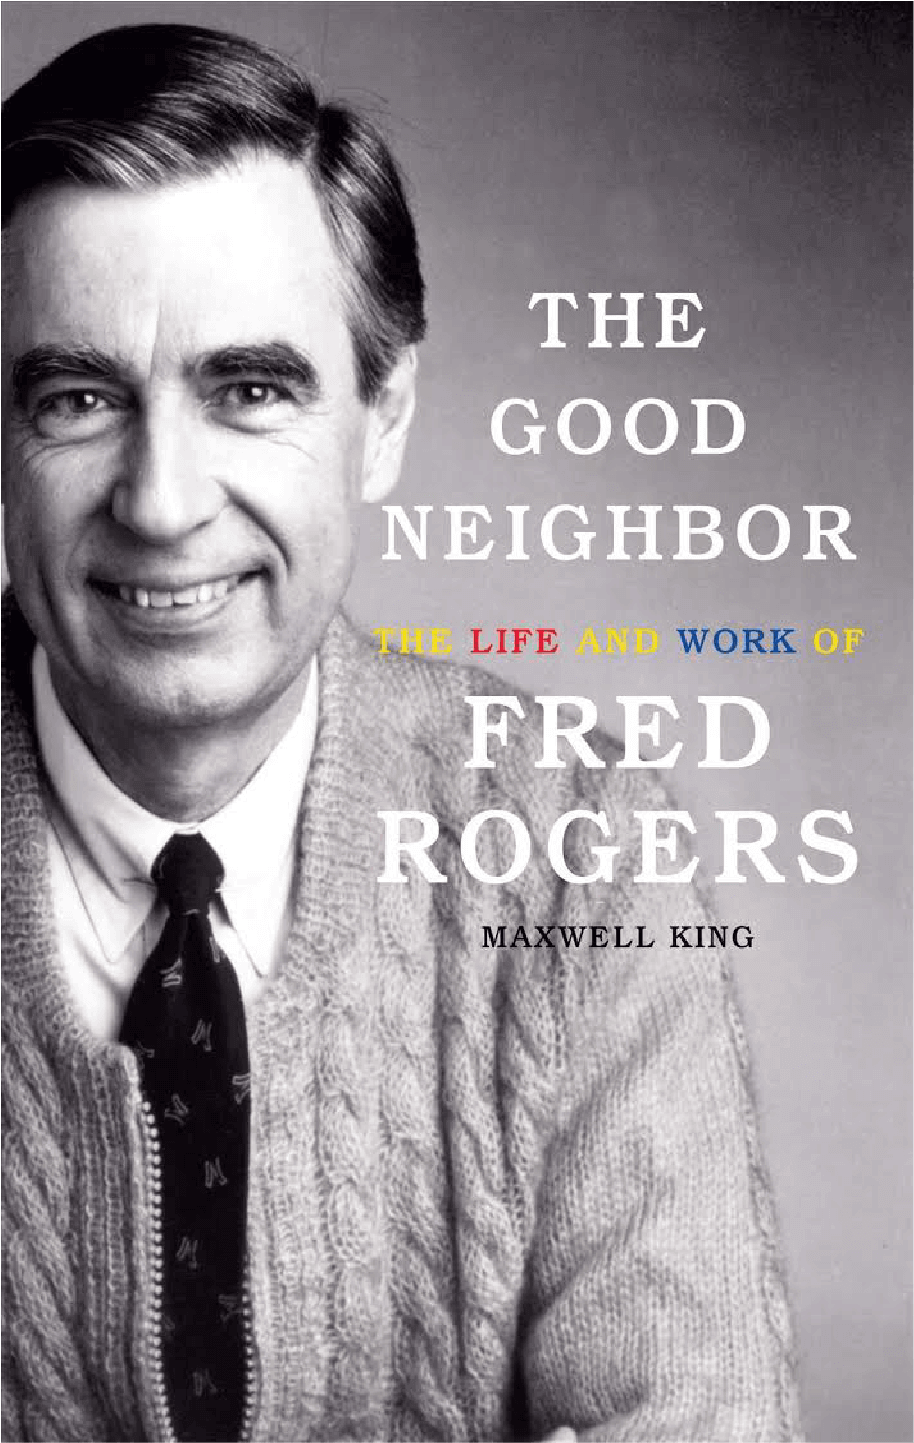 THE
GOOD
NEIGHBOR
THE LIFE AND WORK OF
FRED
ROGERS
MAXWELL KING